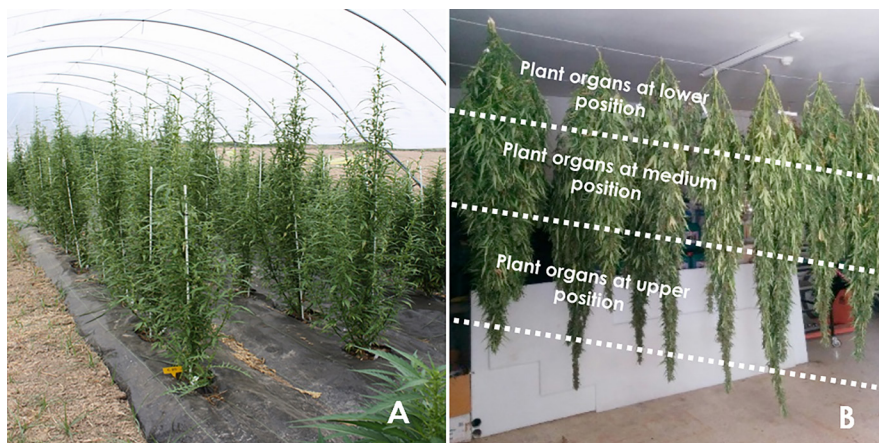 Plant organs at lower
position
Plant organs at medium
position
Plant organs at upper
position
A
B